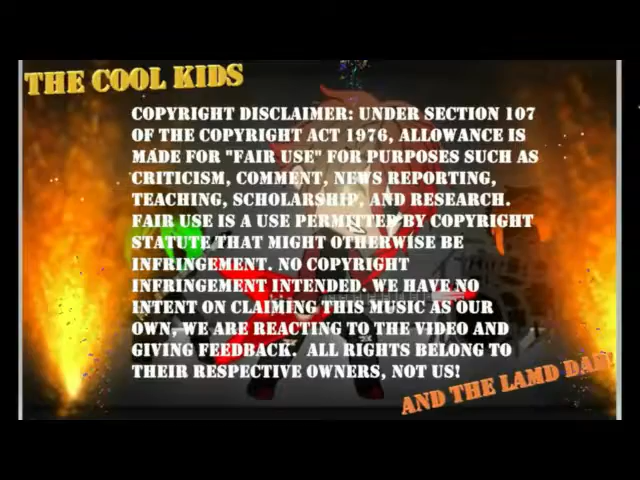 THE COOL KIDS
COPYRIGHT DISCLAIMER: UNDER SECTION 107
OF THE COPYRIGHT ACT 1976, ALLOWANCE IS
MADE FOR "FAIR USE" FOR PURPOSES SUCH AS
CRITICISM, COMMENT, NEWS REPORTING,
TEACHING, SCHOLARSHIP, AND RESEARCH.
FAIR USE IS A USE PERMITTED BY COPYRIGHT
STATUTE THAT MIGHT OTHERWISE BE
INFRINGEMENT. NO COPYRIGHT
INFRINGEMENT INTENDED. WE HAVE NO
INTENT ON CLAIMING THIS MUSIC AS OUR
OWN, WE ARE REACTING TO THE VIDEO AND
GIVING FEEDBACK. ALL RIGHTS BELONG TO
THEIR RESPECTIVE OWNERS, NOT US!
AND THE LAMD DAD!